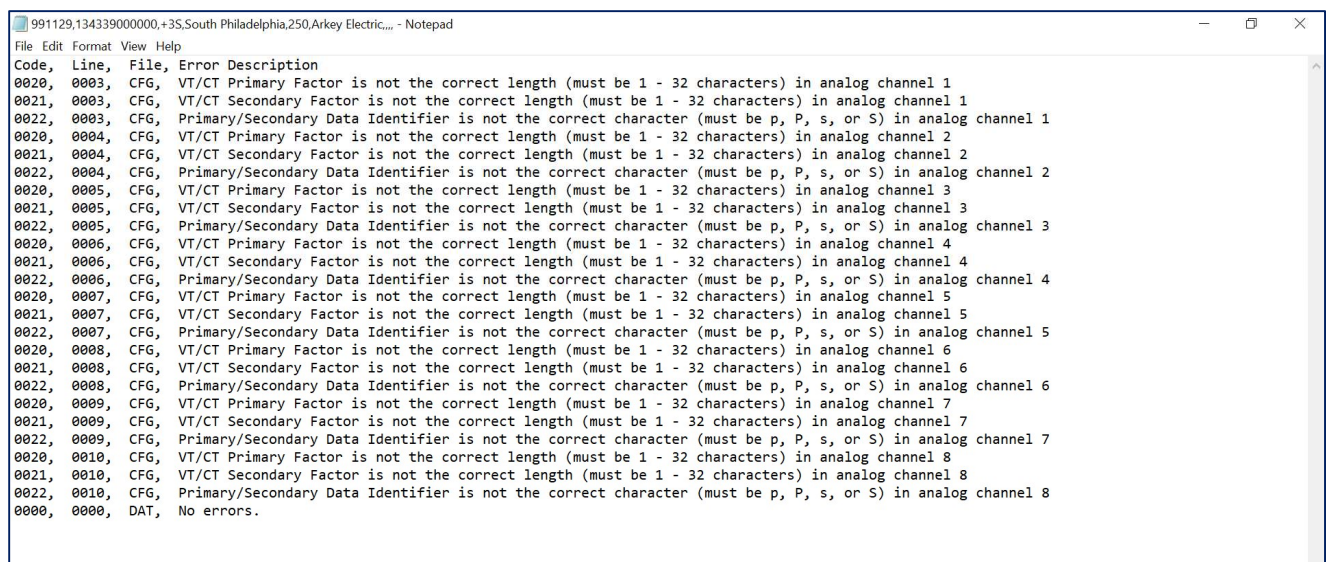 991129,134339000000,+3S,South Philadelphia,250,Arkey Electric,,,, - Notepad
File Edit Format View Help
Code, Line, File, Error Description
0020, 0003, CFG, VT/CT Primary Factor is not the correct length (must be 1 - 32 characters) in analog channel 1
0021, 0003, CFG, VT/CT Secondary Factor is not the correct length (must be 1 - 32 characters) in analog channel 1
0022, 0003, CFG, Primary/Secondary Data Identifier is not the correct character (must be p, P, s, or S) in analog channel 1
0020, 0004, CFG, VT/CT Primary Factor is not the correct length (must be 1 - 32 characters) in analog channel 2
0021, 0004, CFG, VT/CT Secondary Factor is not the correct length (must be 1 - 32 characters) in analog channel 2
0022, 0004, CFG, Primary/Secondary Data Identifier is not the correct character (must be p, P, s, or S) in analog channel 2
0020, 0005, CFG, VT/CT Primary Factor is not the correct length (must be 1 - 32 characters) in analog channel 3
0021, 0005, CFG, VT/CT Secondary Factor is not the correct length (must be 1 - 32 characters) in analog channel 3
0022, 0005, CFG, Primary/Secondary Data Identifier is not the correct character (must be p, P, s, or S) in analog channel 3
0020, 0006, CFG, VT/CT Primary Factor is not the correct length (must be 1 - 32 characters) in analog channel 4
0021, 0006, CFG, VT/CT Secondary Factor is not the correct length (must be 1 - 32 characters) in analog channel 4
0022, 0006, CFG, Primary/Secondary Data Identifier is not the correct character (must be p, P, s, or S) in analog channel 4
0020, 0007, CFG, VT/CT Primary Factor is not the correct length (must be 1 - 32 characters) in analog channel 5
0021, 0007, CFG, VT/CT Secondary Factor is not the correct length (must be 1 - 32 characters) in analog channel 5
0022, 0007, CFG, Primary/Secondary Data Identifier is not the correct character (must be p, P, s, or S) in analog channel 5
0020, 0008, CFG, VT/CT Primary Factor is not the correct length (must be 1 - 32 characters) in analog channel 6
0021, 0008, CFG, VT/CT Secondary Factor is not the correct length (must be 1 - 32 characters) in analog channel 6
0022, 0008, CFG, Primary/Secondary Data Identifier is not the correct character (must be p, P, s, or S) in analog channel 6
0020, 0009, CFG, VT/CT Primary Factor is not the correct length (must be 1 - 32 characters) in analog channel 7
0021, 0009, CFG, VT/CT Secondary Factor is not the correct length (must be 1 - 32 characters) in analog channel 7
0022, 0009, CFG, Primary/Secondary Data Identifier is not the correct character (must be p, P, s, or S) in analog channel 7
0020, 0010, CFG, VT/CT Primary Factor is not the correct length (must be 1 - 32 characters) in analog channel 8
0021, 0010, CFG, VT/CT Secondary Factor is not the correct length (must be 1 - 32 characters) in analog channel 8
0022, 0010, CFG, Primary/Secondary Data Identifier is not the correct character (must be p, P, s, or S) in analog channel 8
0000, 0000, DAT, No errors.